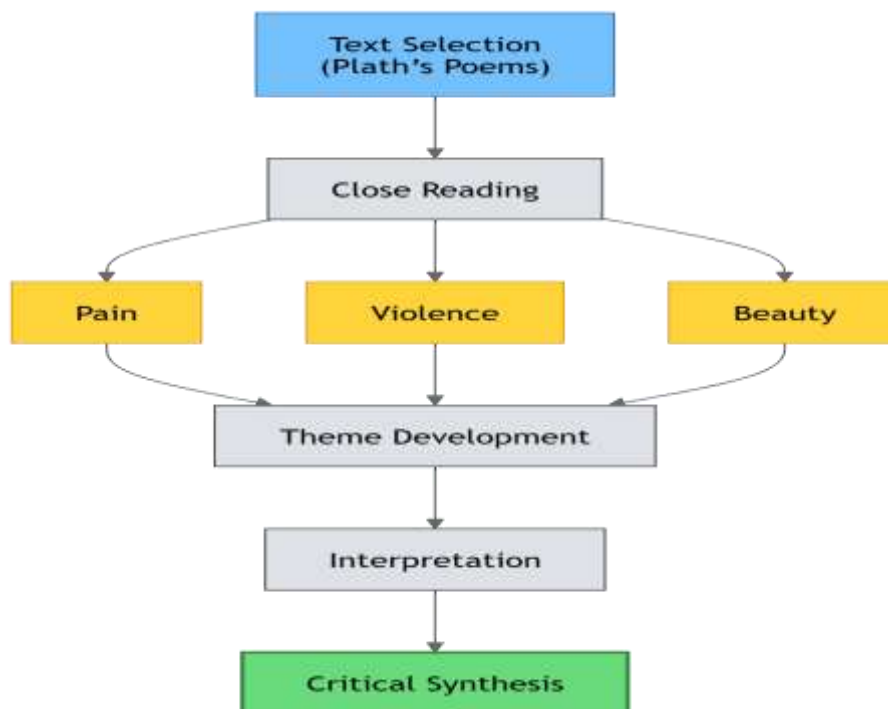 Text Selection
(Plath's Poems)
Close Reading
Pain
Violence
Beauty
Theme Development
Interpretation
Critical Synthesis